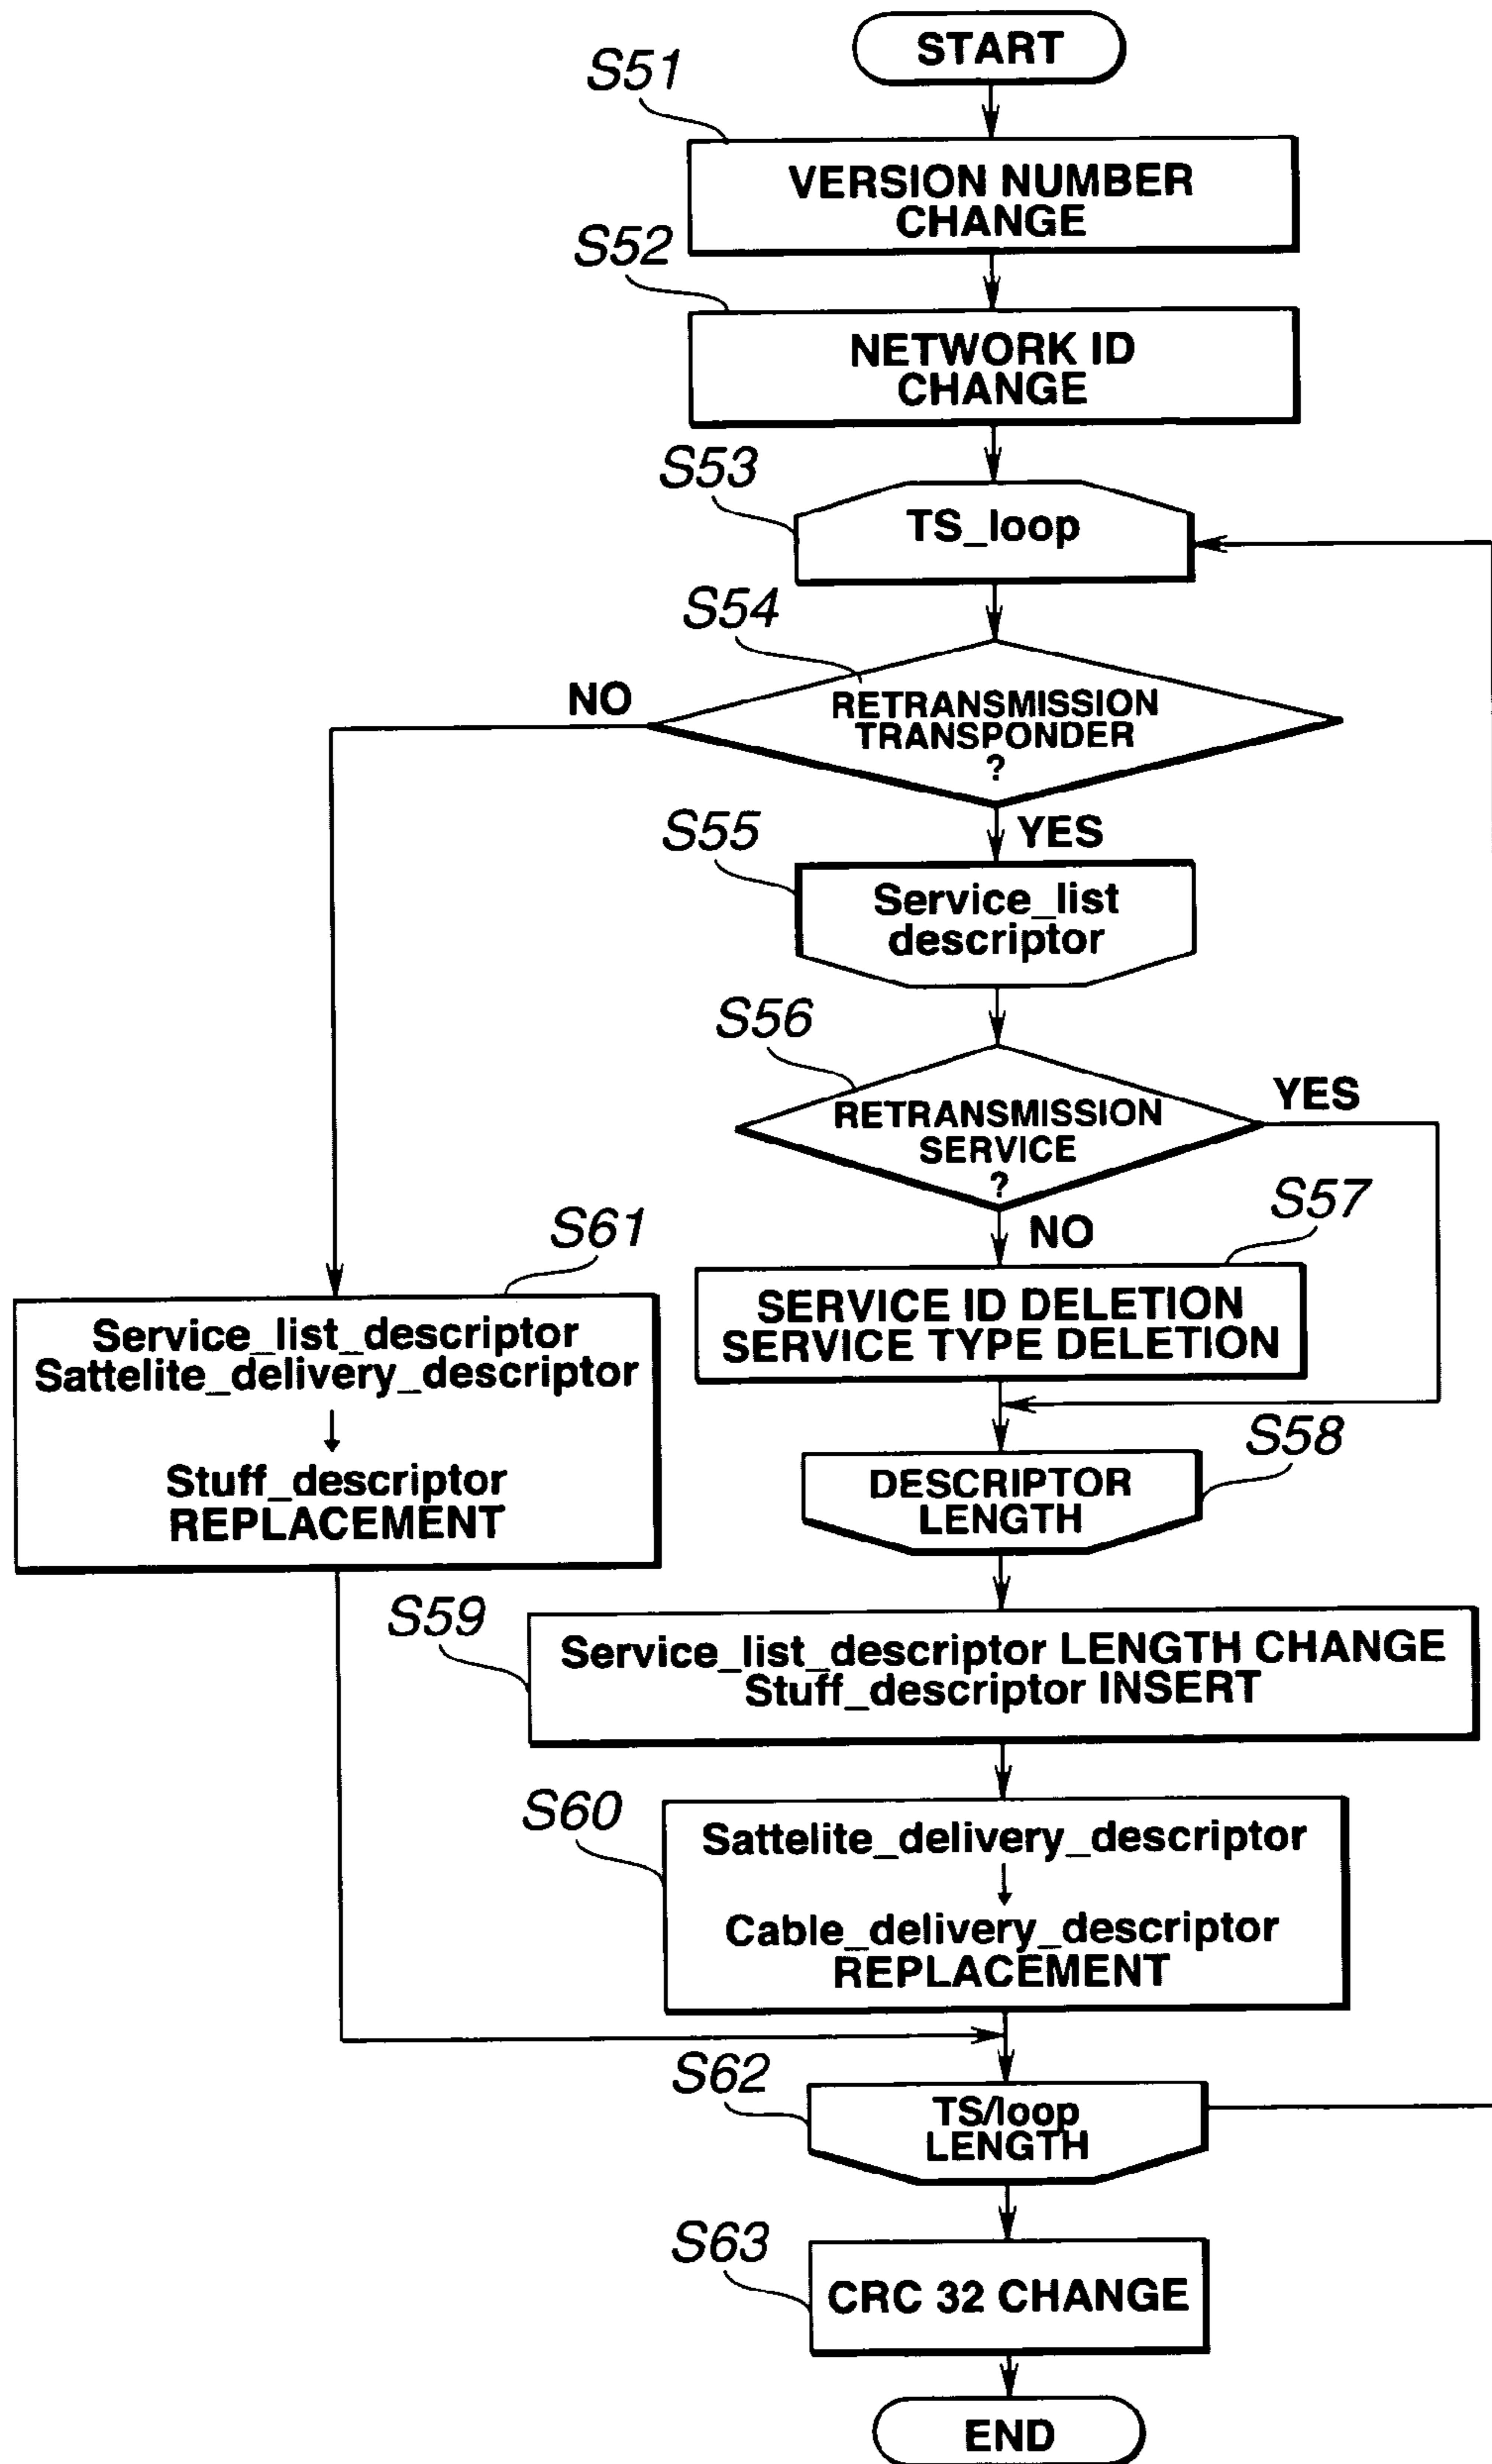 START
S51
VERSION NUMBER
CHANGE
S52
NETWORK ID
CHANGE
S53
TS_loop
S54
NO
RETRANSMISSION
TRANSPONDER
?
YES
S55
Service_list
descriptor
S56
YES
RETRANSMISSION
SERVICE
?
NO
S57
SERVICE ID DELETION
SERVICE TYPE DELETION
S61
Service_list_descriptor
Sattelite_delivery_descriptor
Stuff_descriptor
REPLACEMENT
S58
DESCRIPTOR
LENGTH
S59
Service_list_descriptor LENGTH CHANGE
Stuff_descriptor INSERT
S60
Sattelite_delivery_descriptor
Cable_delivery_descriptor
REPLACEMENT
S62
TS/loop
LENGTH
S63
CRC 32 CHANGE
END